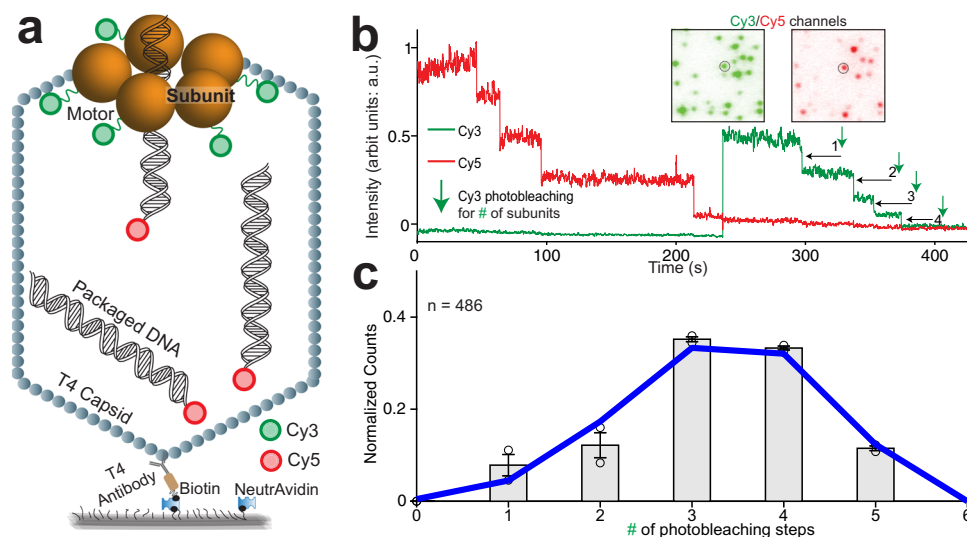 a
Cy3
Motor
Subunit
Cy5
Packaged DNA
T4 Capsid
Cy3
Cy5
T4
Antibody
Biotin
NeutrAvidin
b
Cy3/Cy5 channels
Intensity (arbit units: a.u.)
1
0.5
0
Cy3
Cy5
Cy3 photobleaching
for # of subunits
1
2
3
4
0
100
200
300
400
Time (s)
c
n = 486
Normalized Counts
0.4
0.2
0
0
1
2
3
4
5
6
# of photobleaching steps